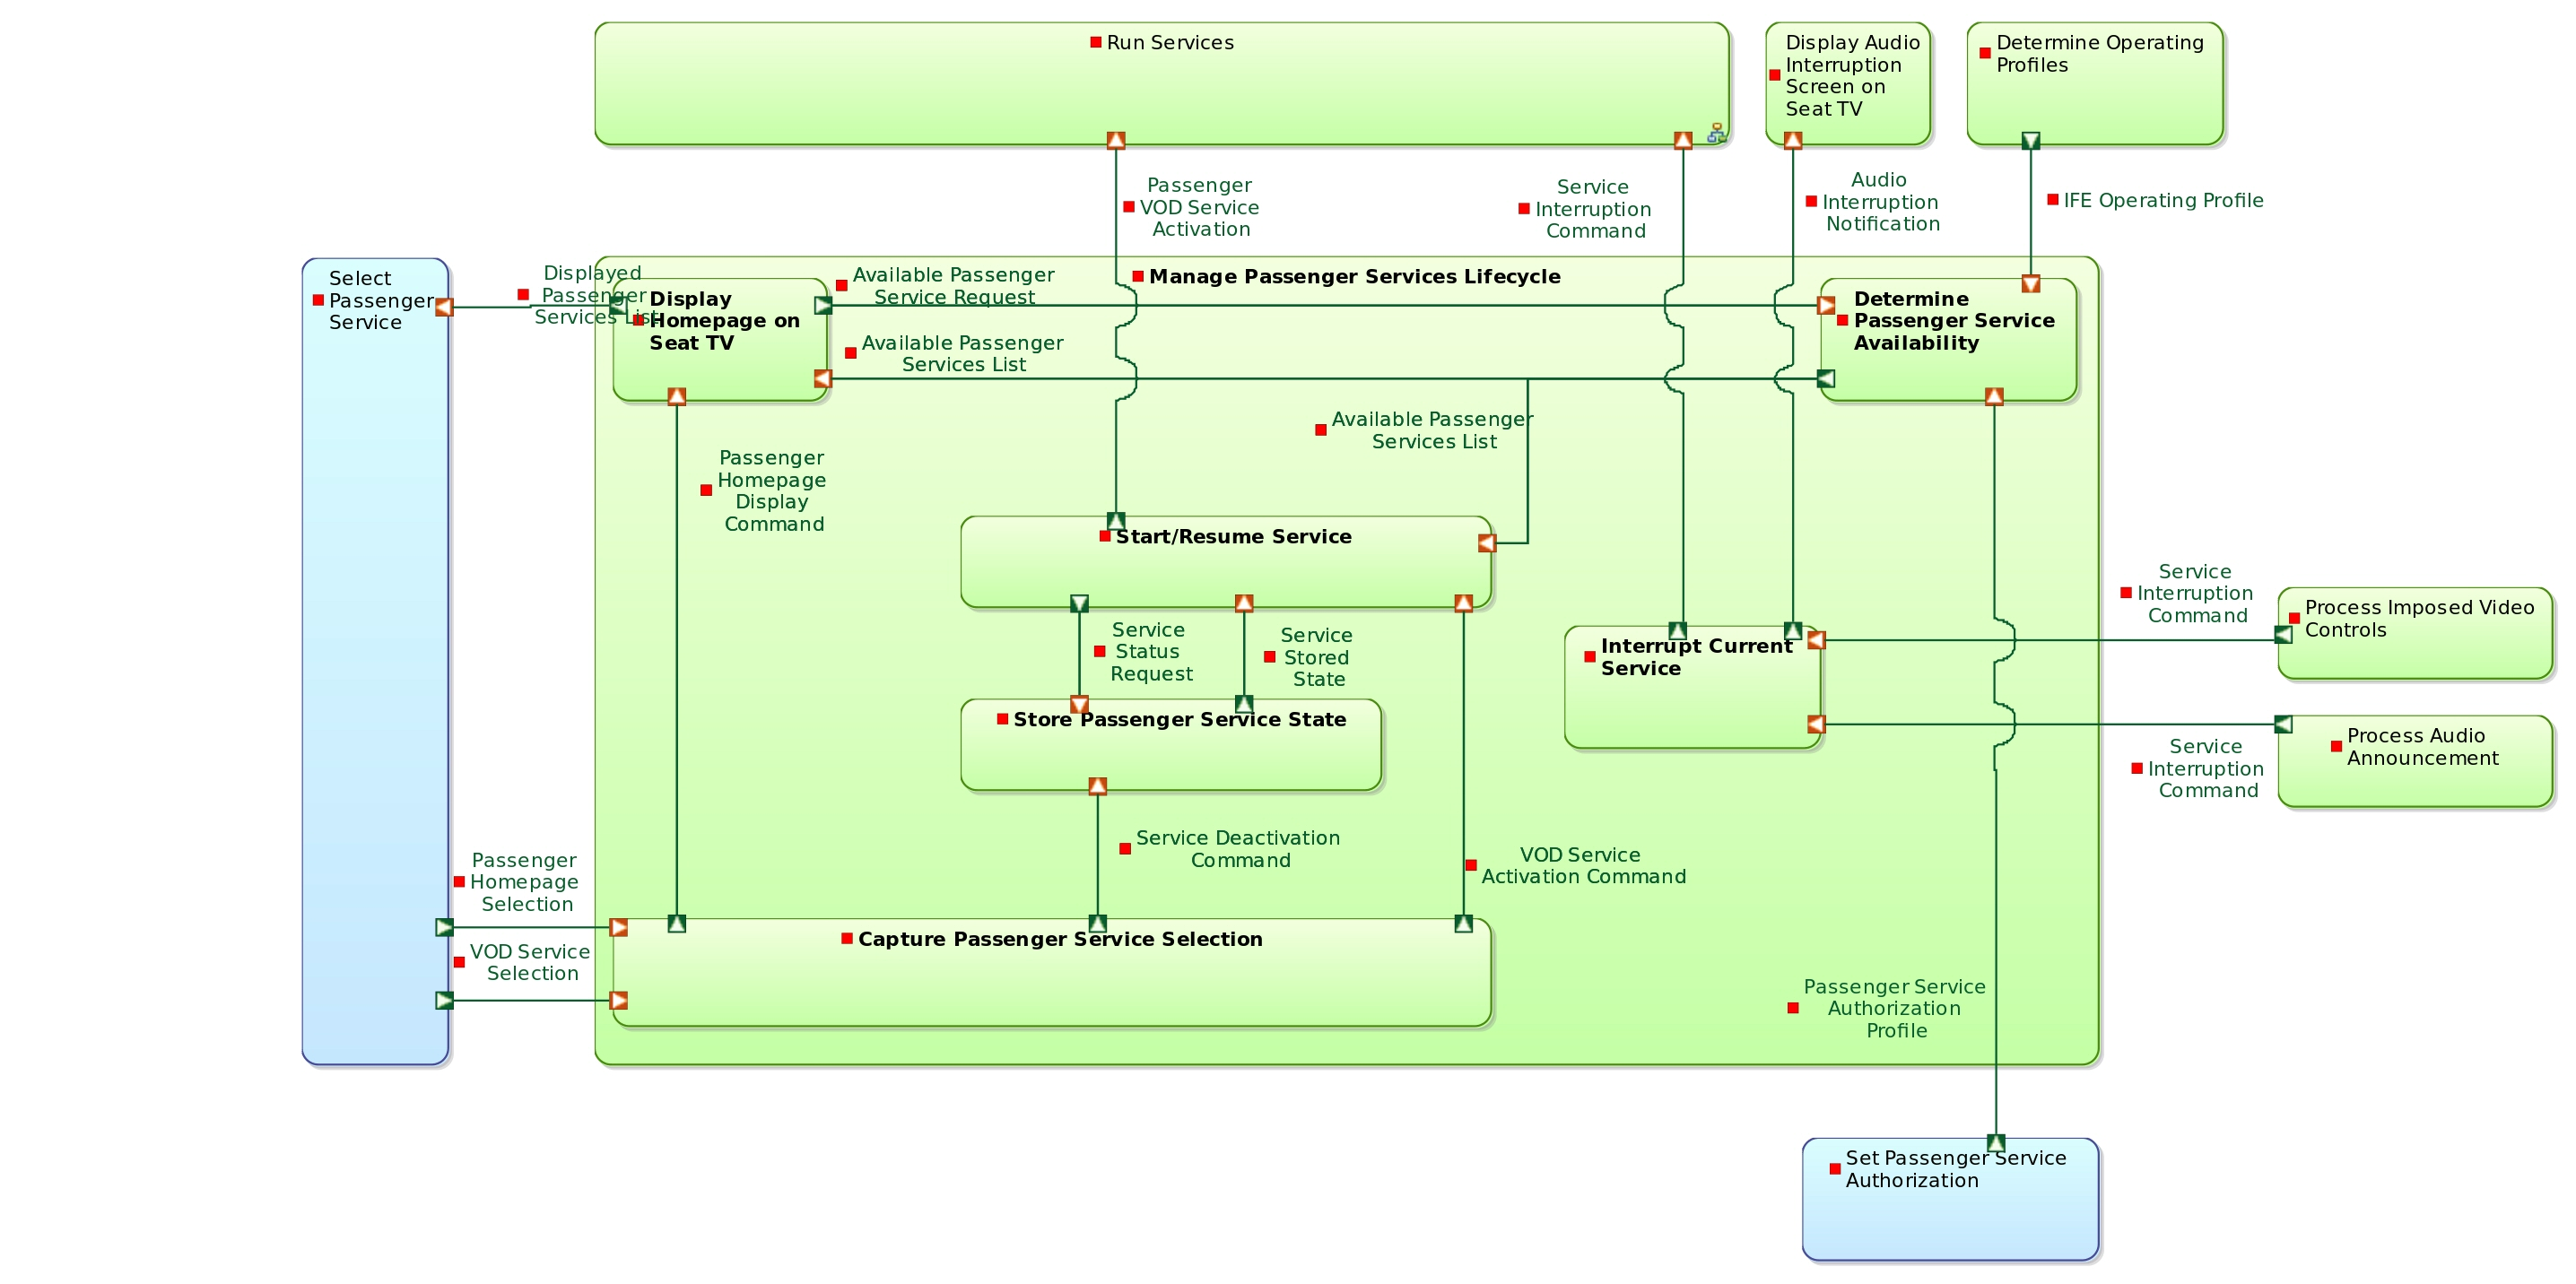 Run Services
Display Audio
Interruption
Screen on
Seat TV
Determine Operating
Profiles
Passenger
VOD Service
Activation
Service
Interruption
Command
Audio
Interruption
Notification
IFE Operating Profile
Select
Passenger
Service
Displayed
Passenger
Services List
Manage Passenger Services Lifecycle
Display
Homepage on
Seat TV
Available Passenger
Service Request
Available Passenger
Services List
Determine
Passenger Service
Availability
Available Passenger
Services List
Passenger
Homepage
Display
Command
Start/Resume Service
Service
Status
Request
Service
Stored
State
Interrupt Current
Service
Service
Interruption
Command
Process Imposed Video
Controls
Store Passenger Service State
Process Audio
Announcement
Service
Interruption
Command
Service Deactivation
Command
VOD Service
Activation Command
Passenger
Homepage
Selection
VOD Service
Selection
Capture Passenger Service Selection
Passenger Service
Authorization
Profile
Set Passenger Service
Authorization